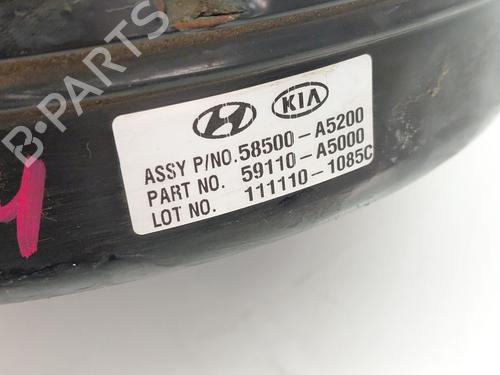 B-PARTS
KIA
ASSY P/NO. 58500-A5200
PART NO. 59110-A5000
LOT NO. 111110-1085C